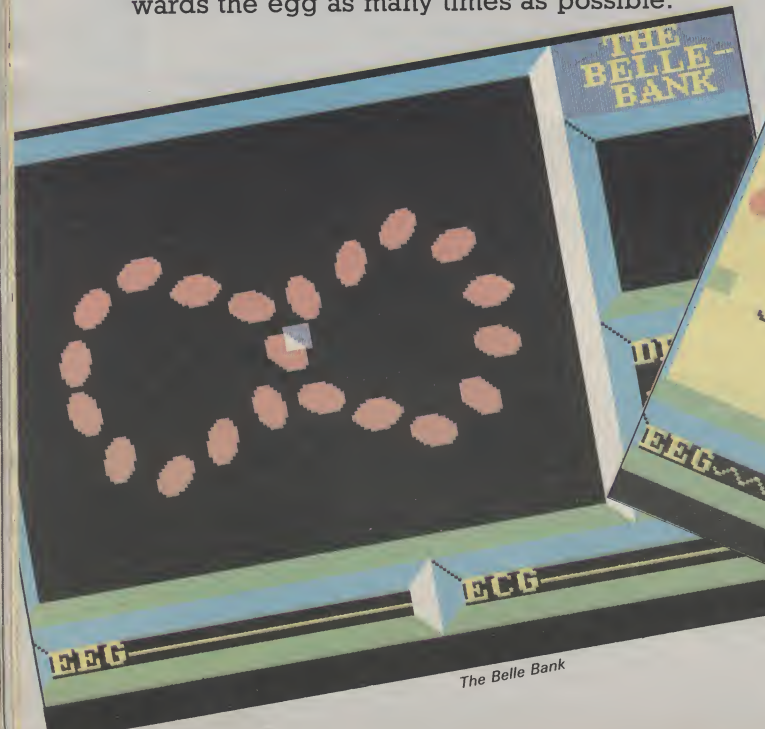 wards the egg as many times as possible.
THE
BELLE-
BANK
EEG
ECG
EEG
The Belle Bank